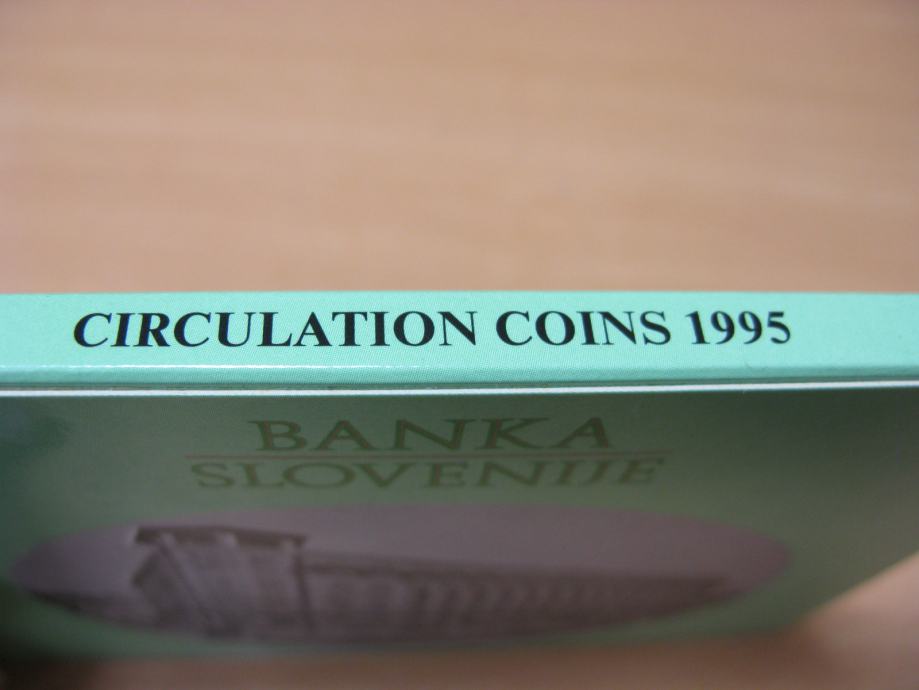 CIRCULATION COINS 1995
BANKA
SLOVENIJE